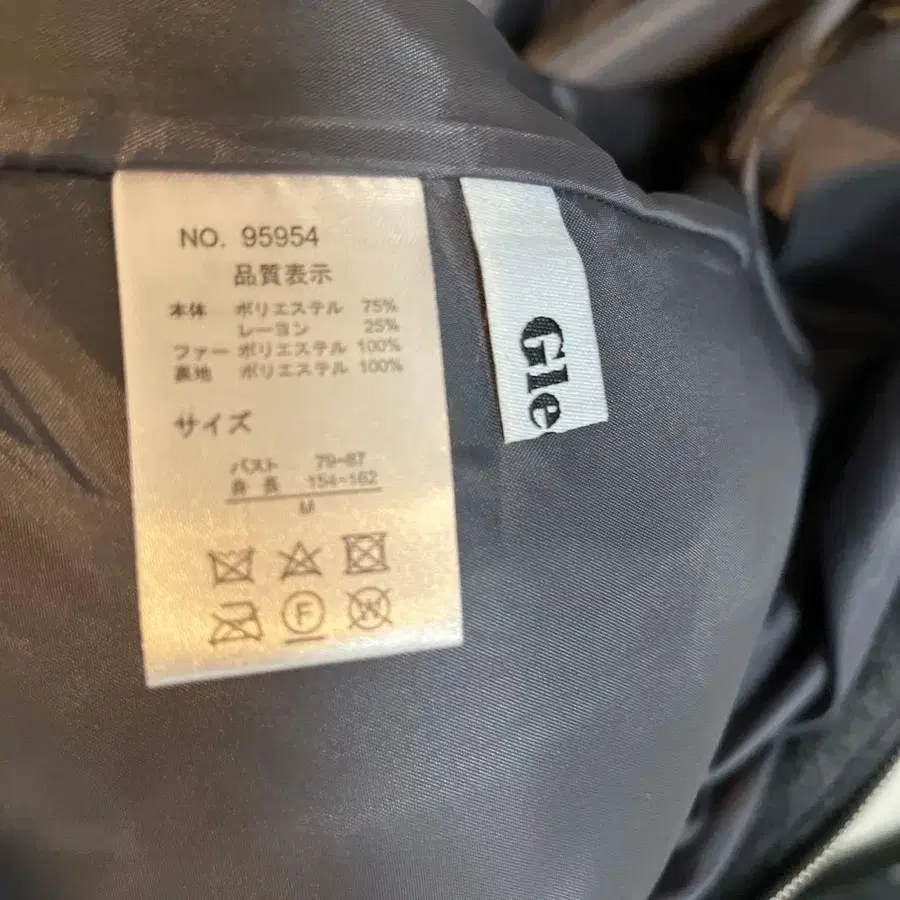 NO. 95954
品質表示
本体 ポリエステル 75%
レーヨン 25%
ファー ポリエステル 100%
裏地 ポリエステル 100%
サイズ
バスト 79~87
身長 154~162
M
F
W
Gle